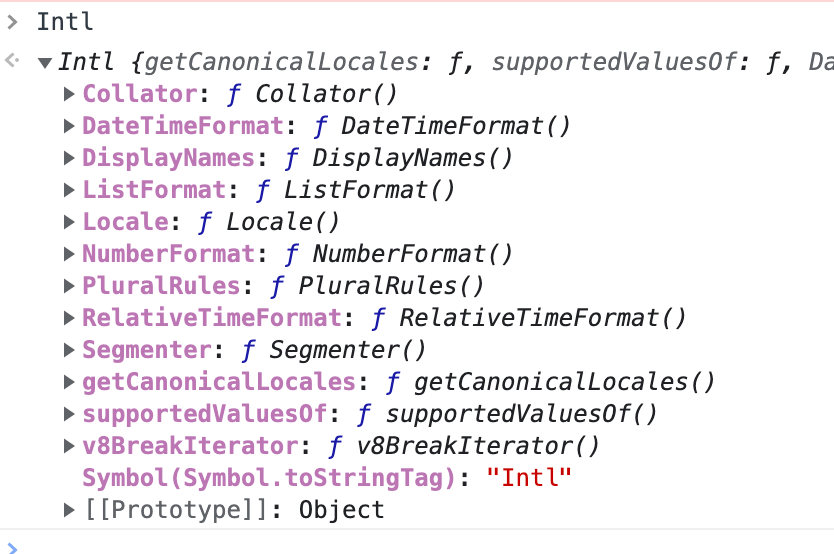 > Intl
Intl {getCanonicalLocales: ƒ, supportedValuesOf: ƒ, Da
Collator: ƒ Collator()
DateTimeFormat: ƒ DateTimeFormat()
DisplayNames: ƒ DisplayNames()
ListFormat: ƒ ListFormat()
Locale: ƒ Locale()
NumberFormat: ƒ NumberFormat()
PluralRules: ƒ PluralRules()
RelativeTimeFormat: ƒ RelativeTimeFormat()
Segmenter: ƒ Segmenter()
getCanonicalLocales: ƒ getCanonicalLocales()
supportedValuesOf: ƒ supportedValuesOf()
v8BreakIterator: ƒ v8BreakIterator()
Symbol(Symbol.toStringTag): "Intl"
[[Prototype]]: Object
>